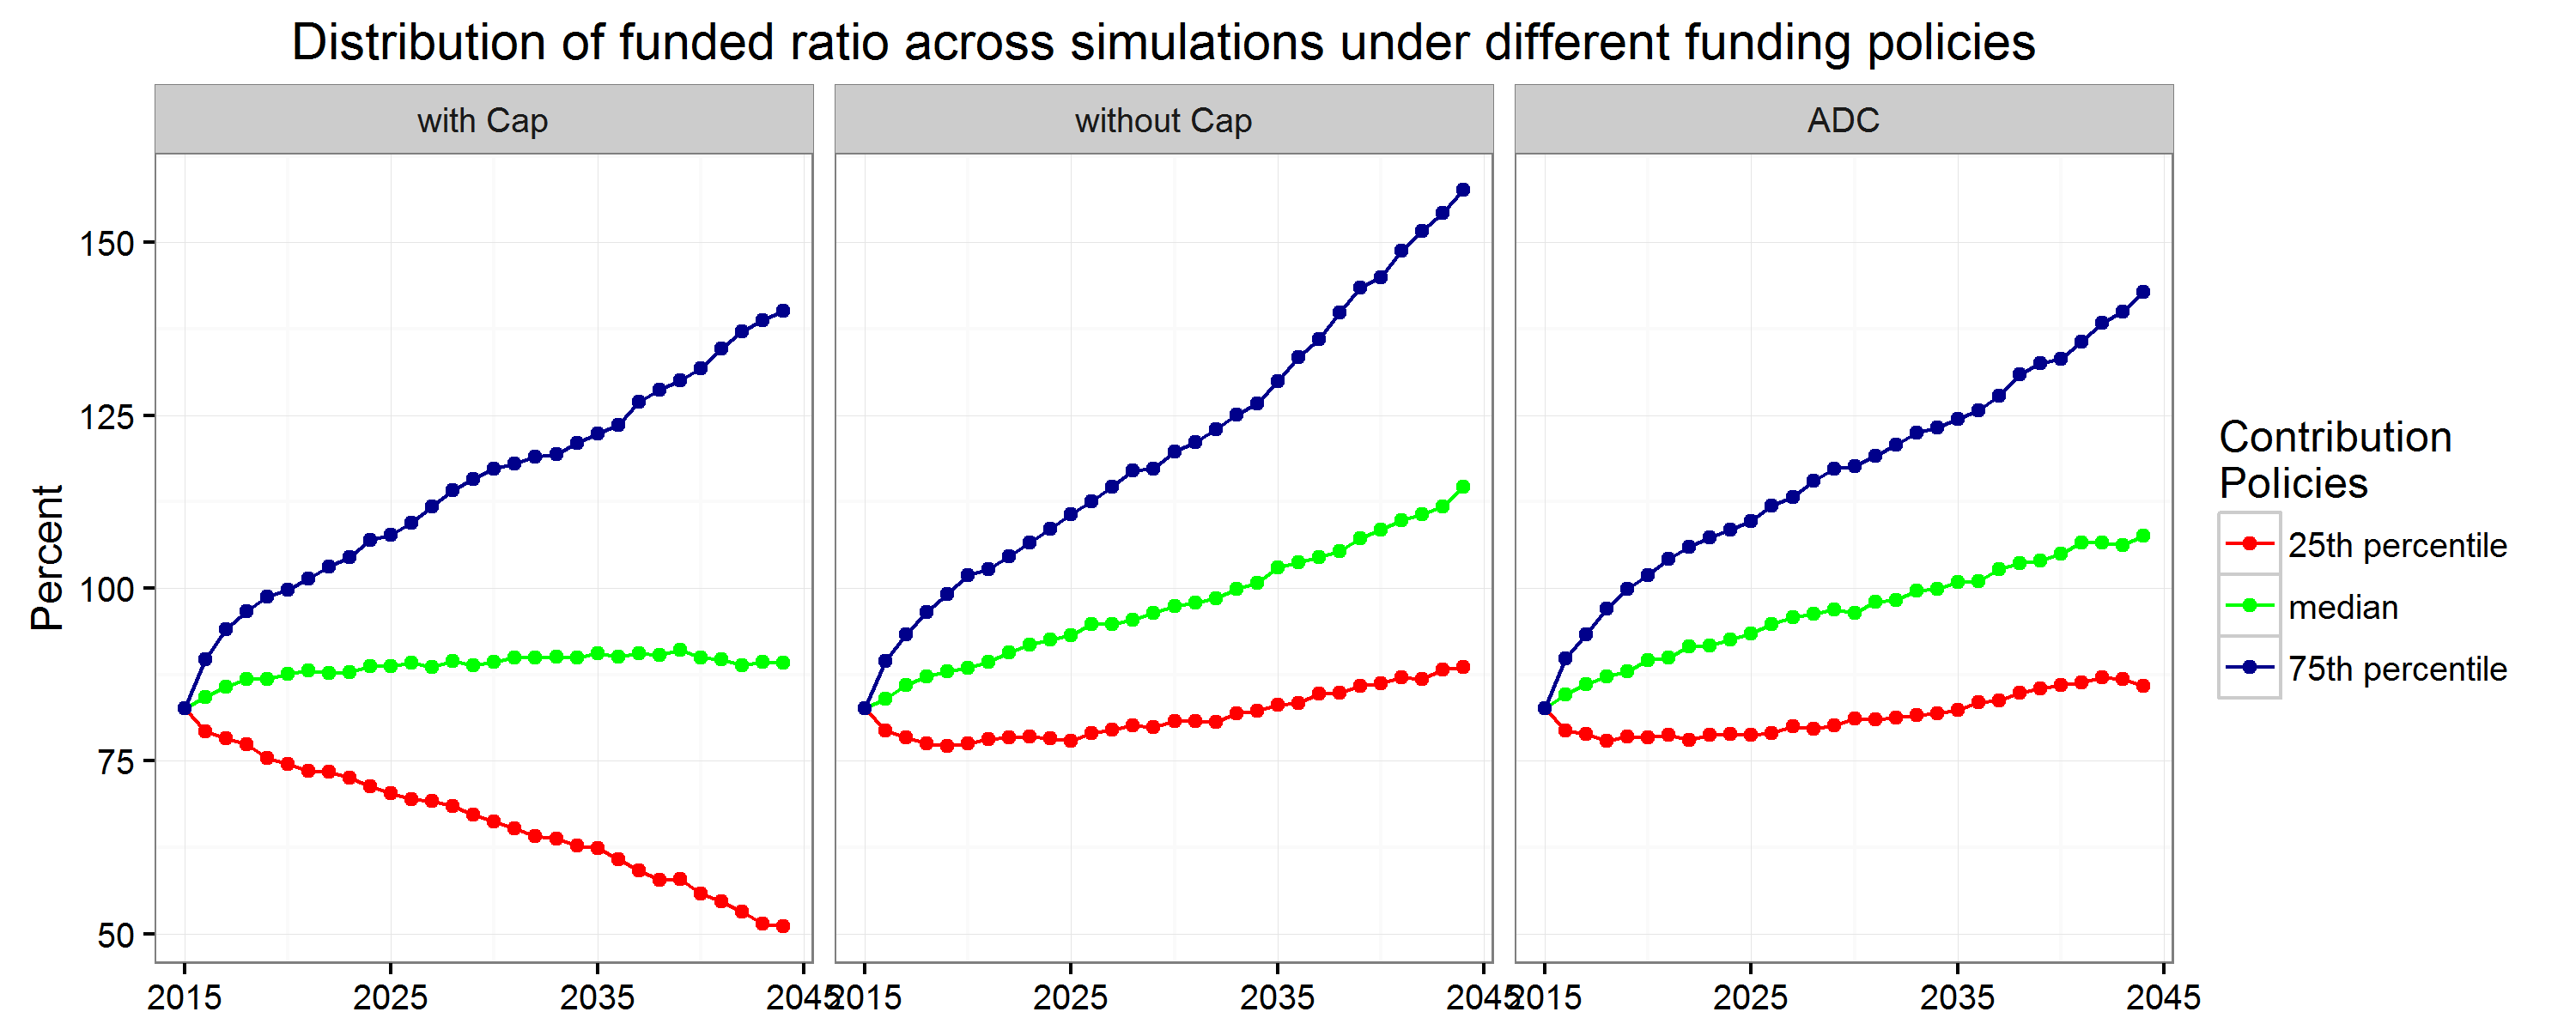 Distribution of funded ratio across simulations under different funding policies
with Cap
without Cap
ADC
Percent
150
125
100
75
50
2015
2025
2035
2045
2015
2025
2035
2045
2015
2025
2035
2045
Contribution
Policies
25th percentile
median
75th percentile